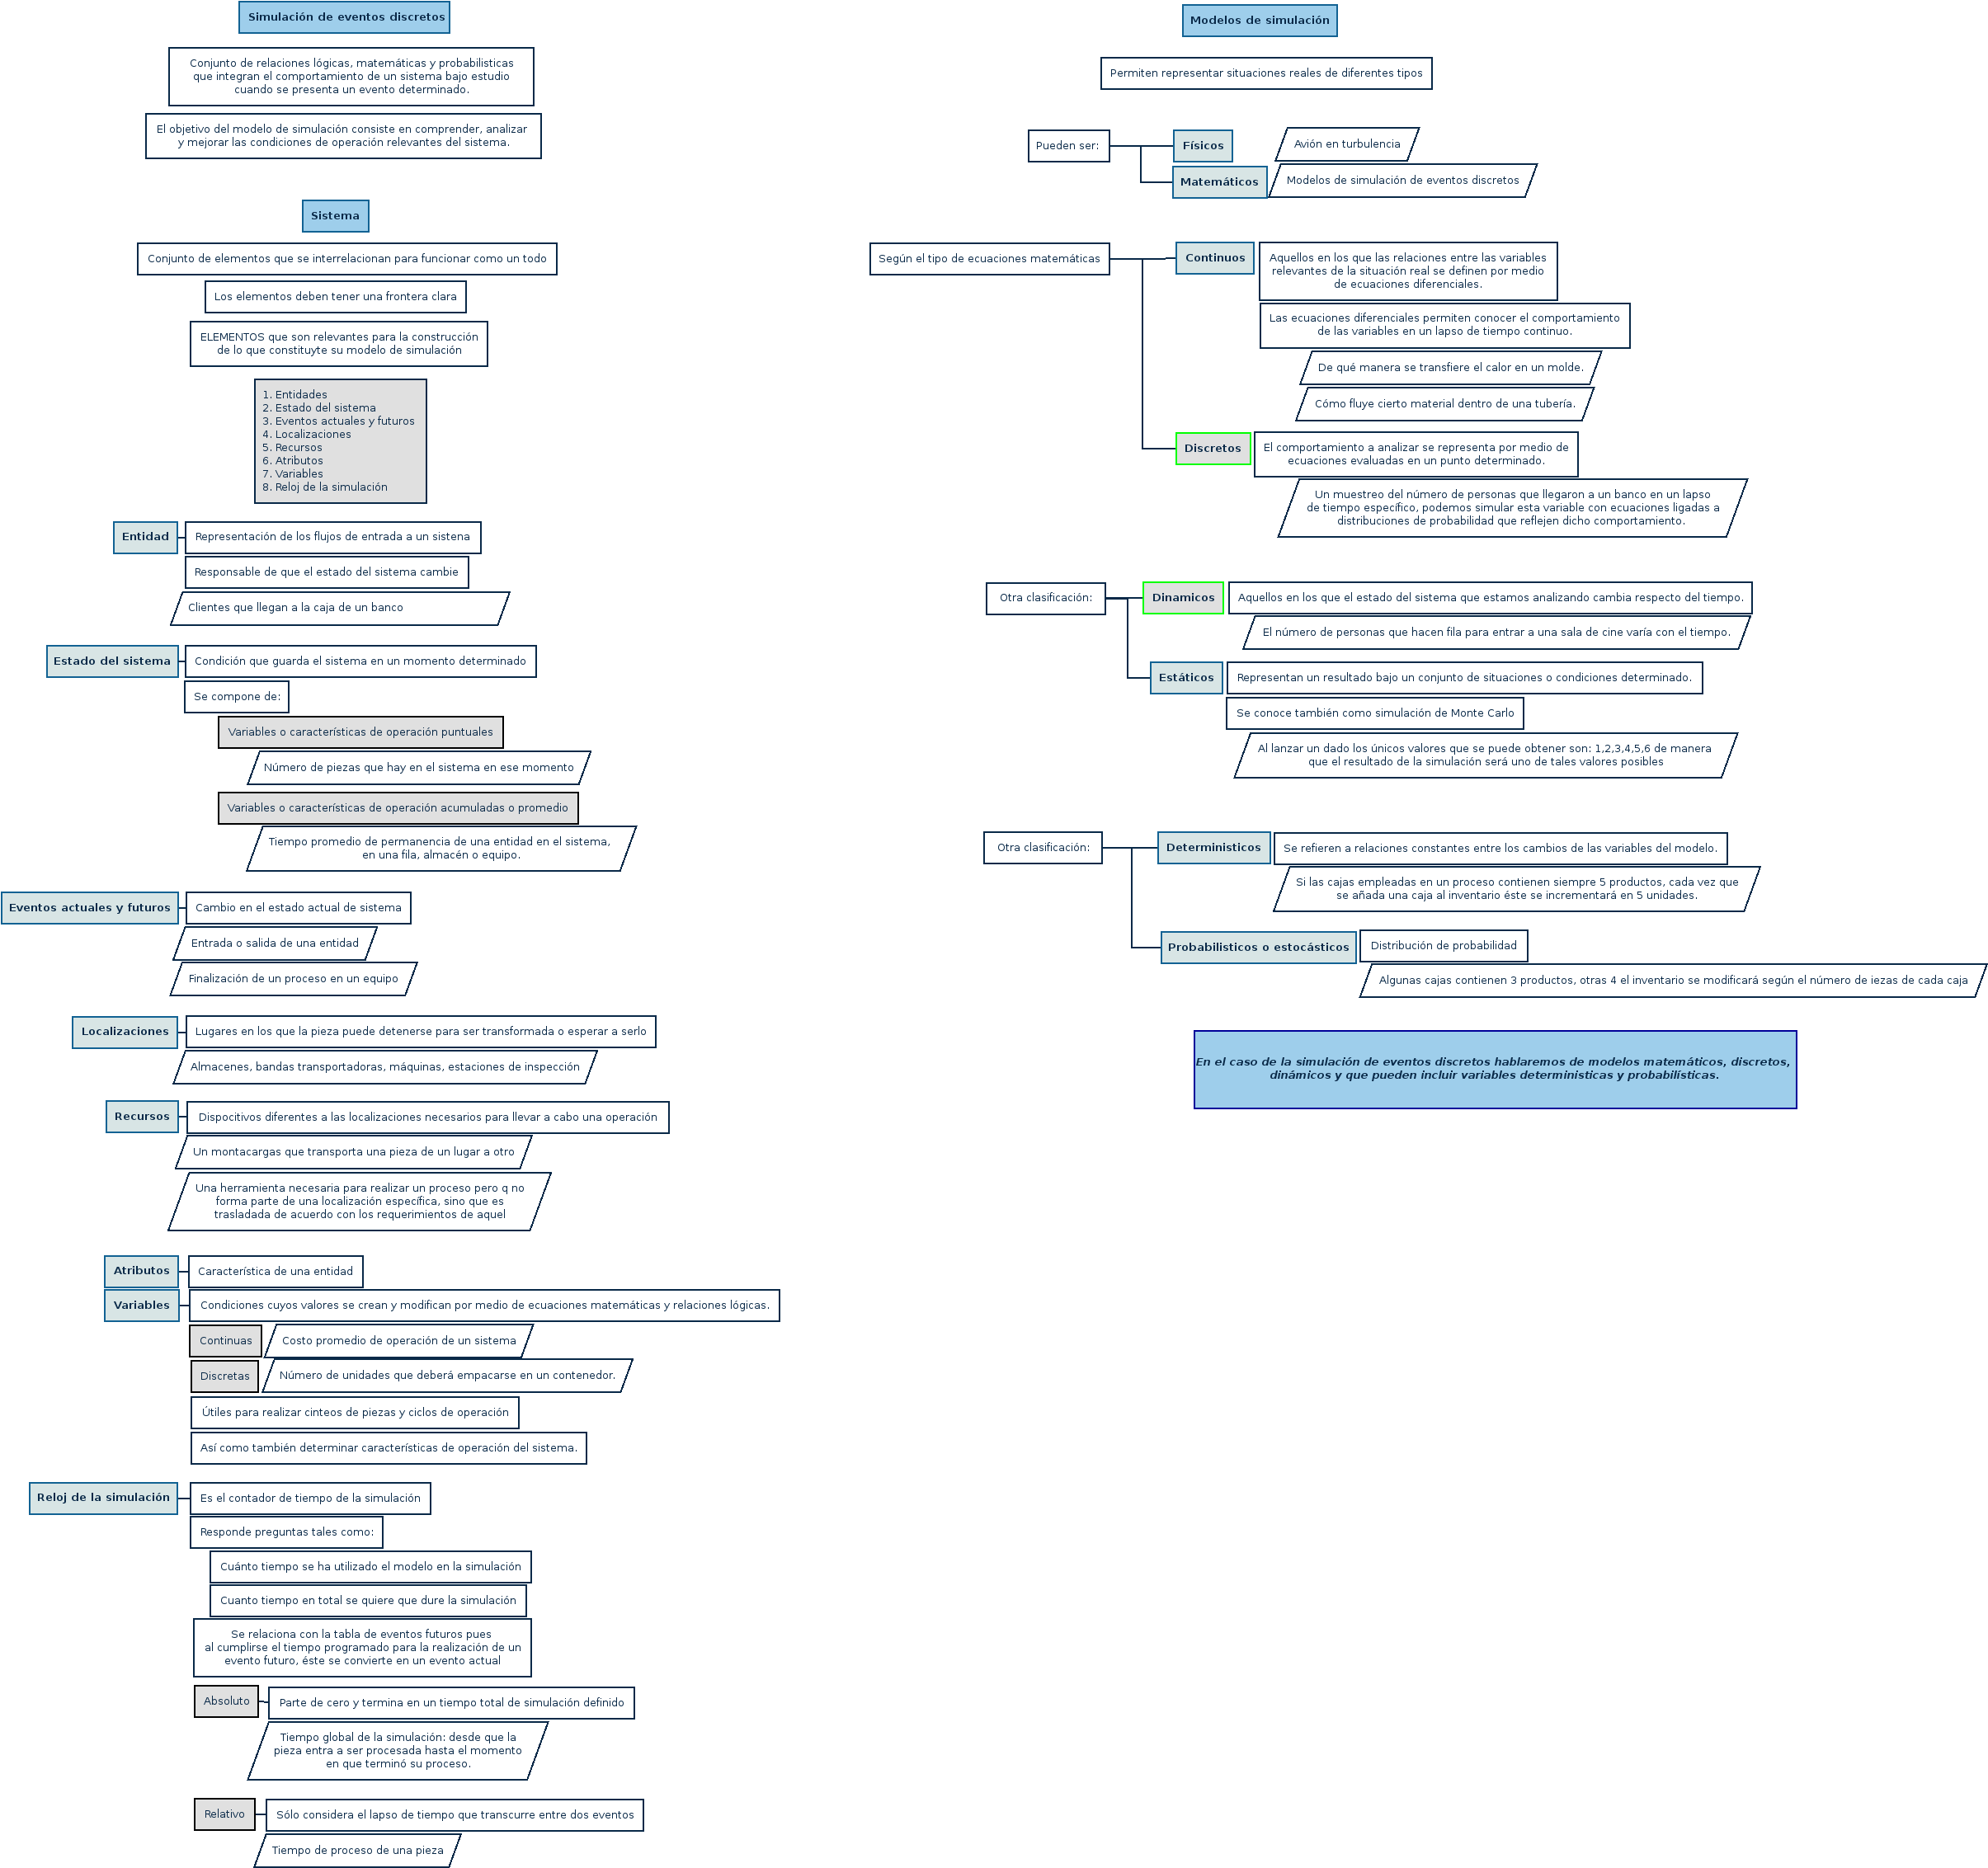 Simulación de eventos discretos
Conjunto de relaciones lógicas, matemáticas y probabilisticas
que integran el comportamiento de un sistema bajo estudio
cuando se presenta un evento determinado.
El objetivo del modelo de simulación consiste en comprender, analizar
y mejorar las condiciones de operación relevantes del sistema.
Sistema
Conjunto de elementos que se interrelacionan para funcionar como un todo
Los elementos deben tener una frontera clara
ELEMENTOS que son relevantes para la construcción
de lo que constituyte su modelo de simulación
1. Entidades
2. Estado del sistema
3. Eventos actuales y futuros
4. Localizaciones
5. Recursos
6. Atributos
7. Variables
8. Reloj de la simulación
Entidad
Representación de los flujos de entrada a un sistena
Responsable de que el estado del sistema cambie
Clientes que llegan a la caja de un banco
Estado del sistema
Condición que guarda el sistema en un momento determinado
Se compone de:
Variables o características de operación puntuales
Número de piezas que hay en el sistema en ese momento
Variables o características de operación acumuladas o promedio
Tiempo promedio de permanencia de una entidad en el sistema,
en una fila, almacén o equipo.
Eventos actuales y futuros
Cambio en el estado actual de sistema
Entrada o salida de una entidad
Finalización de un proceso en un equipo
Localizaciones
Lugares en los que la pieza puede detenerse para ser transformada o esperar a serlo
Almacenes, bandas transportadoras, máquinas, estaciones de inspección
Recursos
Dispositivos diferentes a las localizaciones necesarios para llevar a cabo una operación
Un montacargas que transporta una pieza de un lugar a otro
Una herramienta necesaria para realizar un proceso pero q no
forma parte de una localización específica, sino que es
trasladada de acuerdo con los requerimientos de aquel
Atributos
Característica de una entidad
Variables
Condiciones cuyos valores se crean y modifican por medio de ecuaciones matemáticas y relaciones lógicas.
Continuas
Costo promedio de operación de un sistema
Discretas
Número de unidades que deberá empacarse en un contenedor.
Útiles para realizar cinteos de piezas y ciclos de operación
Así como también determinar características de operación del sistema.
Reloj de la simulación
Es el contador de tiempo de la simulación
Responde preguntas tales como:
Cuánto tiempo se ha utilizado el modelo en la simulación
Cuanto tiempo en total se quiere que dure la simulación
Se relaciona con la tabla de eventos futuros pues
al cumplirse el tiempo programado para la realización de un
evento futuro, éste se convierte en un evento actual
Absoluto
Parte de cero y termina en un tiempo total de simulación definido
Tiempo global de la simulación: desde que la
pieza entra a ser procesada hasta el momento
en que terminó su proceso.
Relativo
Sólo considera el lapso de tiempo que transcurre entre dos eventos
Tiempo de proceso de una pieza
Modelos de simulación
Permiten representar situaciones reales de diferentes tipos
Pueden ser:
Físicos
Avión en turbulencia
Matemáticos
Modelos de simulación de eventos discretos
Según el tipo de ecuaciones matemáticas
Continuos
Aquellos en los que las relaciones entre las variables
relevantes de la situación real se definen por medio
de ecuaciones diferenciales.
Las ecuaciones diferenciales permiten conocer el comportamiento
de las variables en un lapso de tiempo continuo.
De qué manera se transfiere el calor en un molde.
Cómo fluye cierto material dentro de una tubería.
Discretos
El comportamiento a analizar se representa por medio de
ecuaciones evaluadas en un punto determinado.
Un muestreo del número de personas que llegaron a un banco en un lapso
de tiempo específico, podemos simular esta variable con ecuaciones ligadas a
distribuciones de probabilidad que reflejen dicho comportamiento.
Otra clasificación:
Dinamicos
Aquellos en los que el estado del sistema que estamos analizando cambia respecto del tiempo.
El número de personas que hacen fila para entrar a una sala de cine varía con el tiempo.
Estáticos
Representan un resultado bajo un conjunto de situaciones o condiciones determinado.
Se conoce también como simulación de Monte Carlo
Al lanzar un dado los únicos valores que se puede obtener son: 1,2,3,4,5,6 de manera
que el resultado de la simulación será uno de tales valores posibles
Otra clasificación:
Deterministicos
Se refieren a relaciones constantes entre los cambios de las variables del modelo.
Si las cajas empleadas en un proceso contienen siempre 5 productos, cada vez que
se añada una caja al inventario éste se incrementará en 5 unidades.
Probabilisticos o estocásticos
Distribución de probabilidad
Algunas cajas contienen 3 productos, otras 4 el inventario se modificará según el número de iezas de cada caja
En el caso de la simulación de eventos discretos hablaremos de modelos matemáticos, discretos,
dinámicos y que pueden incluir variables deterministicas y probabilísticas.